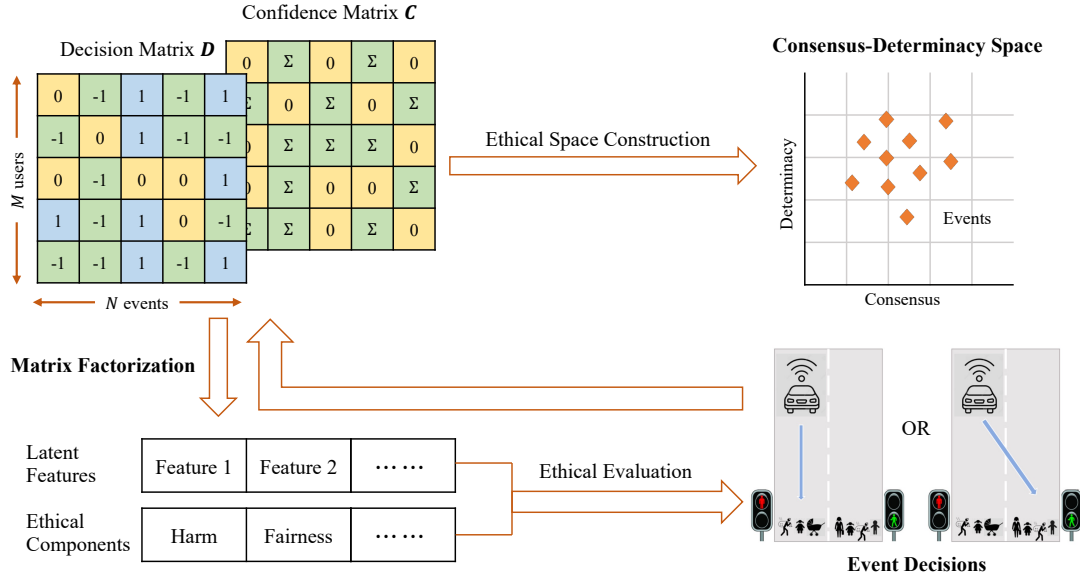 Confidence Matrix C
Decision Matrix D
0 Σ 0 Σ 0
0 -1 1 -1 1
Σ 0 Σ 0 Σ
-1 0 1 -1 -1
0 Σ Σ Σ 0
0 -1 0 0 1
0 Σ 0 0 Σ
1 -1 1 0 -1
Σ Σ 0 Σ 0
-1 -1 1 -1 1
M users
N events
Ethical Space Construction
Consensus-Determinacy Space
Determinacy
Events
Consensus
Matrix Factorization
Latent
Features
Feature 1 Feature 2 ⋯ ⋯
Ethical
Components
Harm Fairness ⋯ ⋯
Ethical Evaluation
OR
Event Decisions